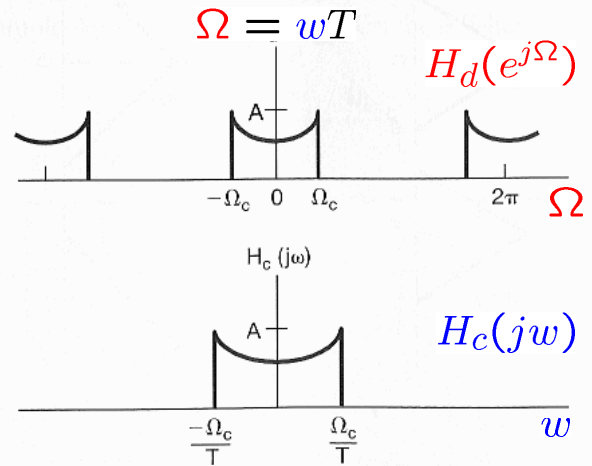 Ω = wT
H_d(e^{jΩ})
A
-Ω_c 0 Ω_c 2π Ω
H_c (jω)
A H_c(jw)
-Ω_c/T Ω_c/T w